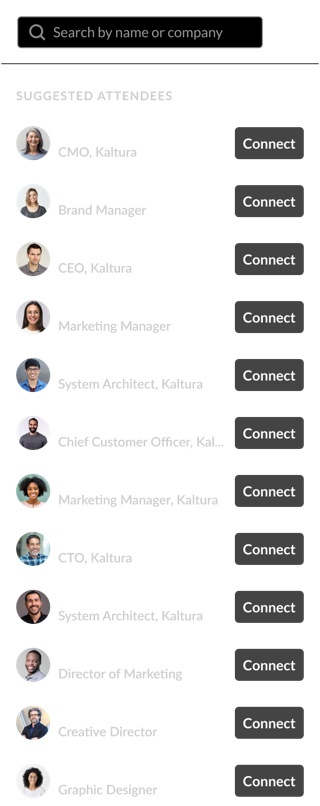 Search by name or company
SUGGESTED ATTENDEES
CMO, Kaltura
Connect
Brand Manager
Connect
CEO, Kaltura
Connect
Marketing Manager
Connect
System Architect, Kaltura
Connect
Chief Customer Officer, Kal...
Connect
Marketing Manager, Kaltura
Connect
CTO, Kaltura
Connect
System Architect, Kaltura
Connect
Director of Marketing
Connect
Creative Director
Connect
Graphic Designer
Connect